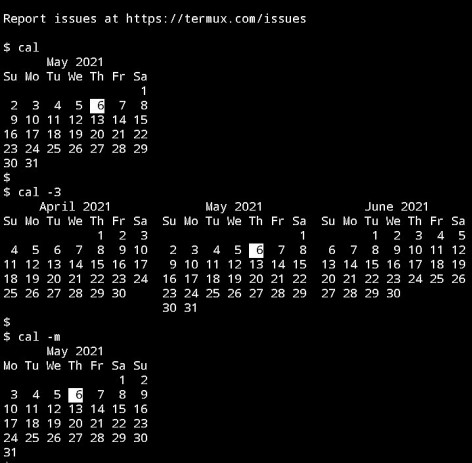 Report issues at https://termux.com/issues
$ cal
      May 2021
Su Mo Tu We Th Fr Sa
                   1
 2  3  4  5  6  7  8
 9 10 11 12 13 14 15
16 17 18 19 20 21 22
23 24 25 26 27 28 29
30 31
$
$ cal -3
     April 2021             May 2021             June 2021
Su Mo Tu We Th Fr Sa  Su Mo Tu We Th Fr Sa  Su Mo Tu We Th Fr Sa
             1  2  3                     1         1  2  3  4  5
 4  5  6  7  8  9 10   2  3  4  5  6  7  8   6  7  8  9 10 11 12
11 12 13 14 15 16 17   9 10 11 12 13 14 15  13 14 15 16 17 18 19
18 19 20 21 22 23 24  16 17 18 19 20 21 22  20 21 22 23 24 25 26
25 26 27 28 29 30     23 24 25 26 27 28 29  27 28 29 30
                      30 31
$
$ cal -m
      May 2021
Mo Tu We Th Fr Sa Su
                1  2
 3  4  5  6  7  8  9
10 11 12 13 14 15 16
17 18 19 20 21 22 23
24 25 26 27 28 29 30
31